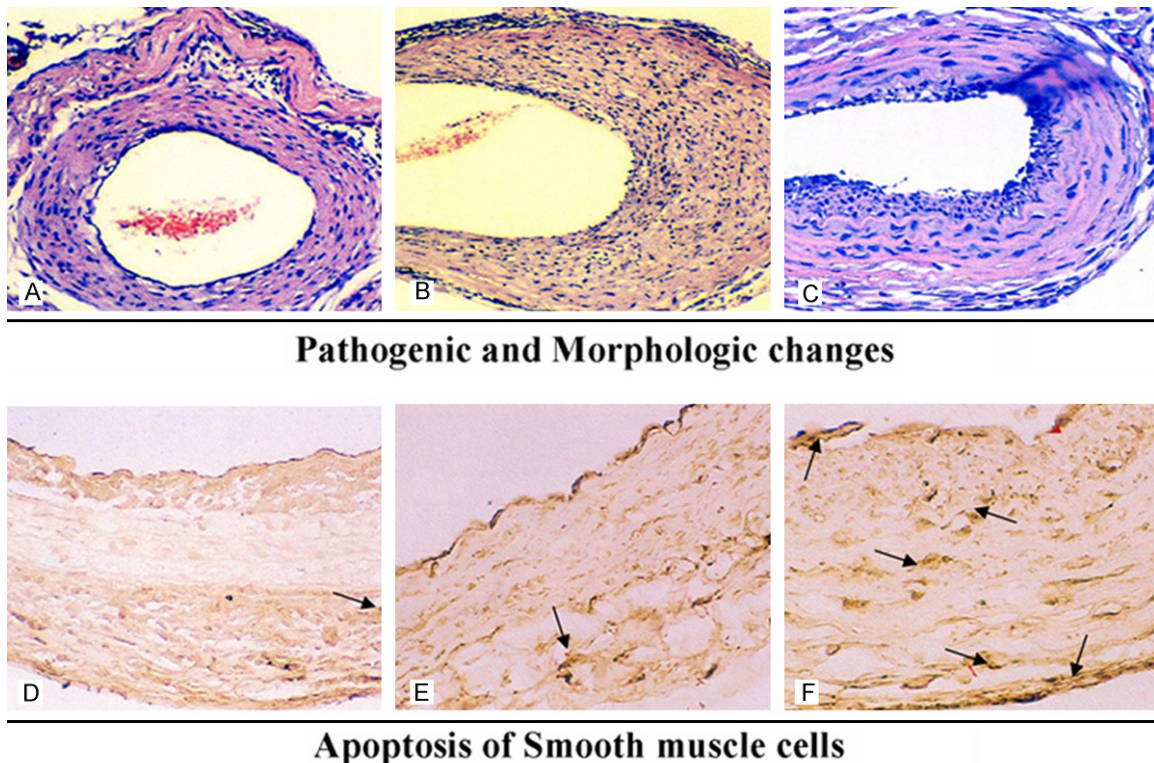 A B C
Pathogenic and Morphologic changes
D E F
Apoptosis of Smooth muscle cells